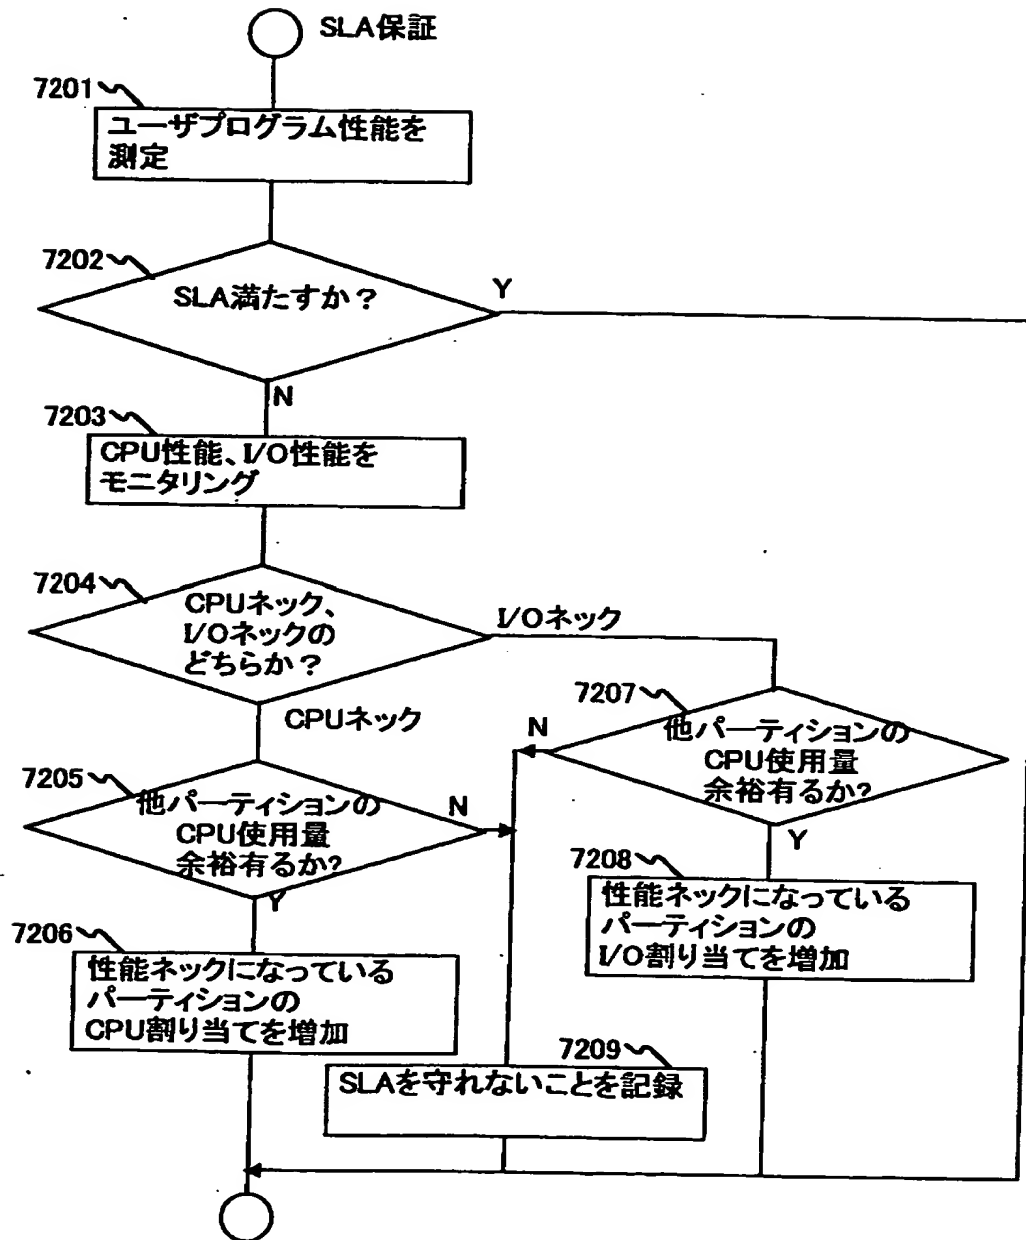 SLA保証
7201
ユーザプログラム性能を
測定
7202
SLA満たすか？
Y
N
7203
CPU性能、I/O性能を
モニタリング
7204
CPUネック、
I/Oネックの
どちらか？
I/Oネック
CPUネック
7207
他パーティションの
CPU使用量
余裕有るか?
N
Y
7205
他パーティションの
CPU使用量
余裕有るか?
N
Y
7208
性能ネックになっている
パーティションの
I/O割り当てを増加
7206
性能ネックになっている
パーティションの
CPU割り当てを増加
7209
SLAを守れないことを記録